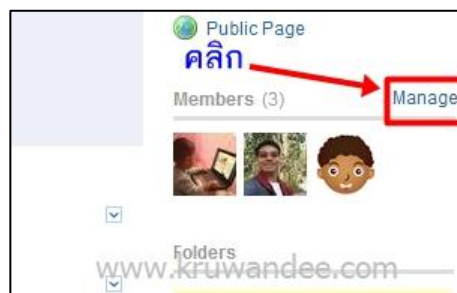 Public Page
คลิก
Members (3) Manage
Folders
www.kruwandee.com